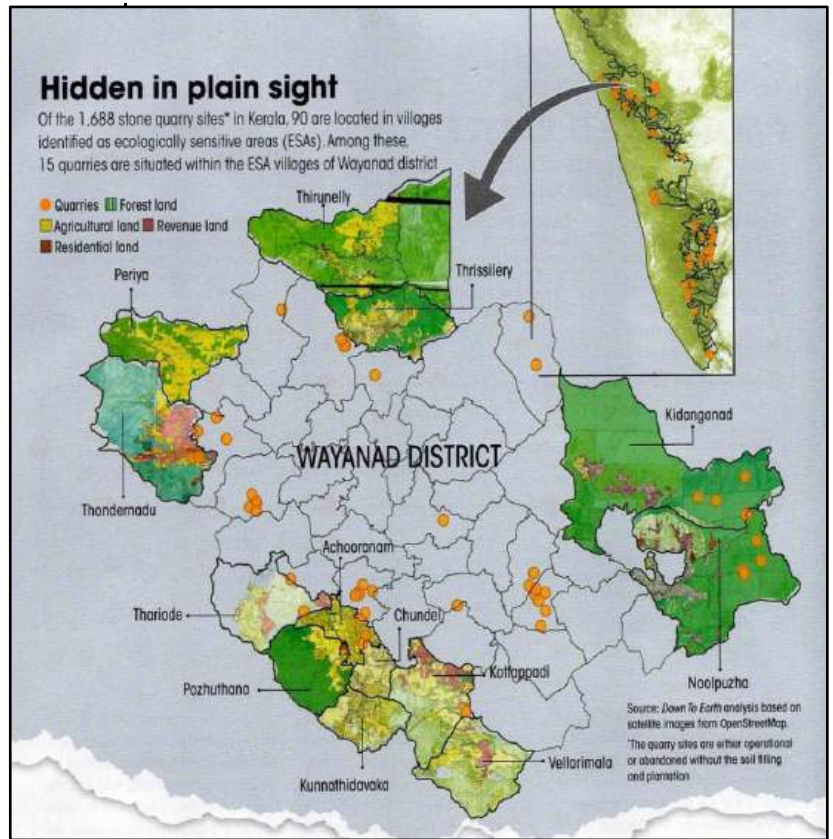 Hidden in plain sight
Of the 1,688 stone quarry sites* in Kerala, 90 are located in villages
identified as ecologically sensitive areas (ESAs). Among these,
15 quarries are situated within the ESA villages of Wayanad district
Quarries Forest land
Agricultural land Revenue land
Residential land
Thirunelly
Thrissilery
Periya
Kidanganad
WAYANAD DISTRICT
Thondernadu
Achooranam
Thariode
Chundel
Kottappadi
Pozhuthana
Noolpuzha
Vellarimala
Kunnathidavaka
Source: Down To Earth analysis based on
satellite images from OpenStreetMap.
*The quarry sites are either operational
or abandoned without the soil filling
and plantation